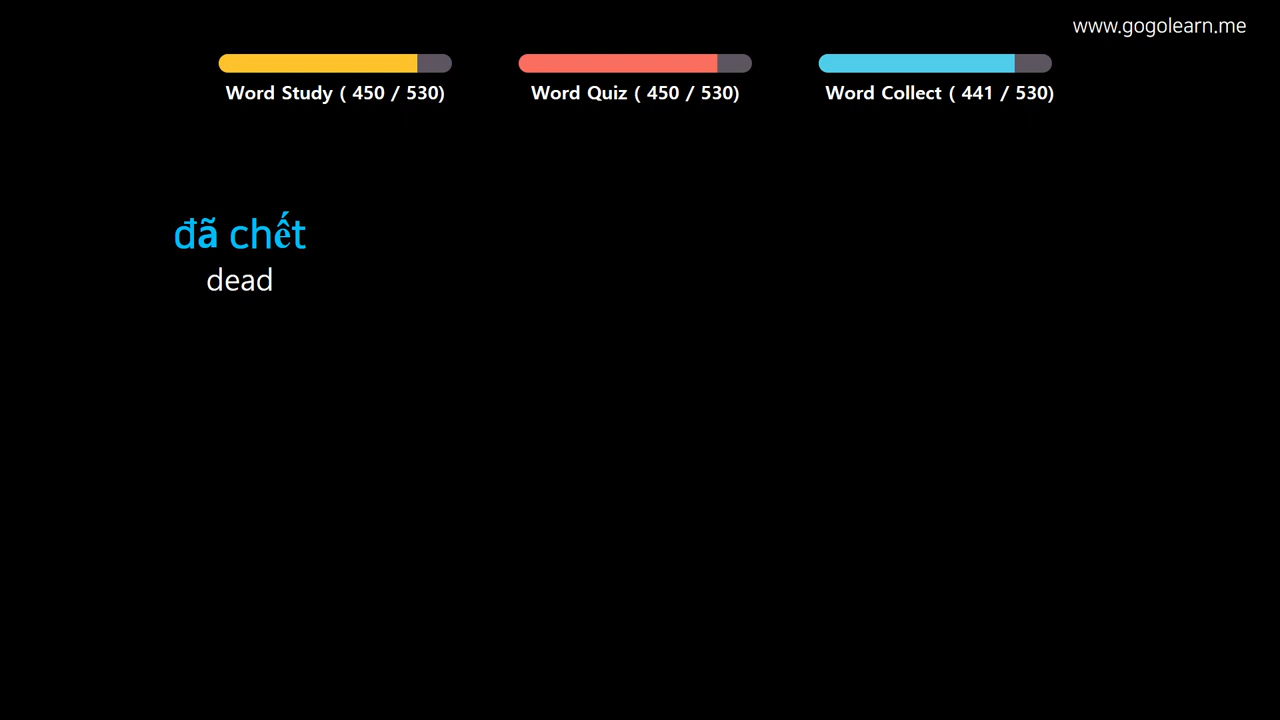 www.gogolearn.me
Word Study ( 450 / 530)
Word Quiz ( 450 / 530)
Word Collect ( 441 / 530)
đã chết
dead